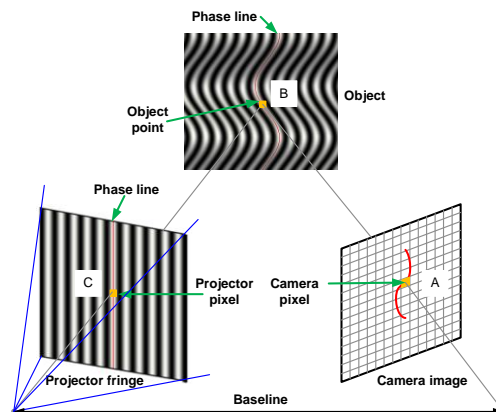 Phase line
B
Object
Object
point
Phase line
C
Projector
pixel
Camera
pixel
A
Projector fringe
Camera image
Baseline